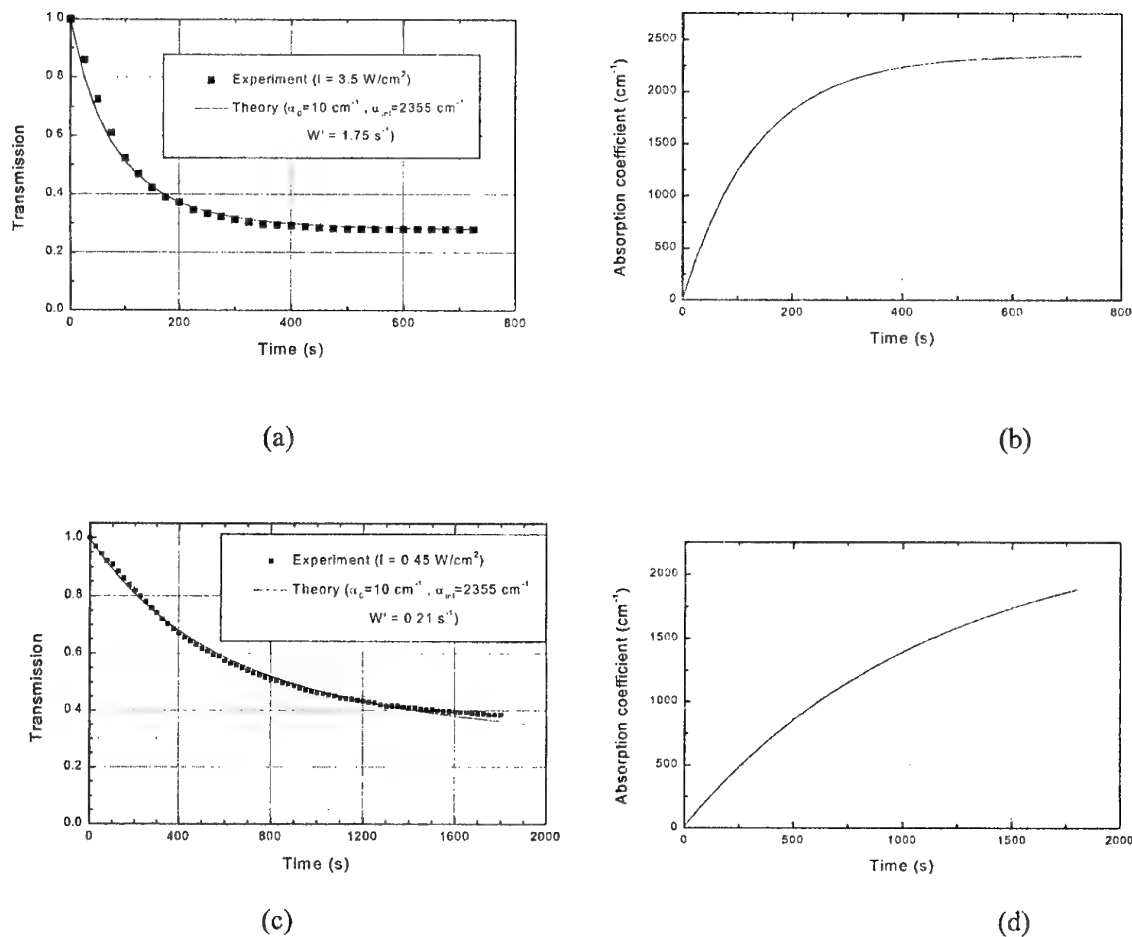 Transmission
1.0
0.8
0.6
0.4
0.2
0.0
0
200
400
600
800
Time (s)
Experiment (I = 3.5 W/cm²)
Theory (α₀=10 cm⁻¹ , α_inf=2355 cm⁻¹
W' = 1.75 s⁻¹)
(a)
Absorption coefficient (cm⁻¹)
2500
2000
1500
1000
500
0
0
200
400
600
800
Time (s)
(b)
Transmission
1.0
0.8
0.6
0.4
0.2
0.0
0
400
800
1200
1600
2000
Time (s)
Experiment (I = 0 45 W/cm²)
Theory (α₀=10 cm⁻¹ , α_inf=2355 cm⁻¹
W' = 0 21 s⁻¹)
(c)
Absorption coefficient (cm⁻¹)
2000
1500
1000
500
0
0
500
1000
1500
2000
Time (s)
(d)